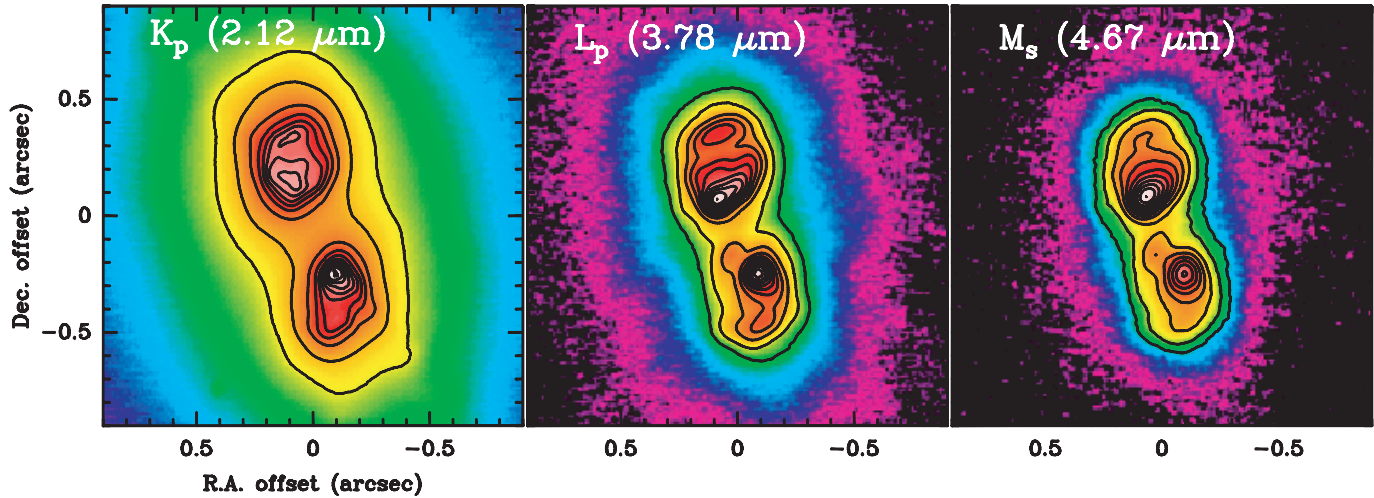 Kp (2.12 μm)
Lp (3.78 μm)
Ms (4.67 μm)
Dec. offset (arcsec)
0.5
0
−0.5
0.5 0 −0.5
0.5 0 −0.5
0.5 0 −0.5
R.A. offset (arcsec)